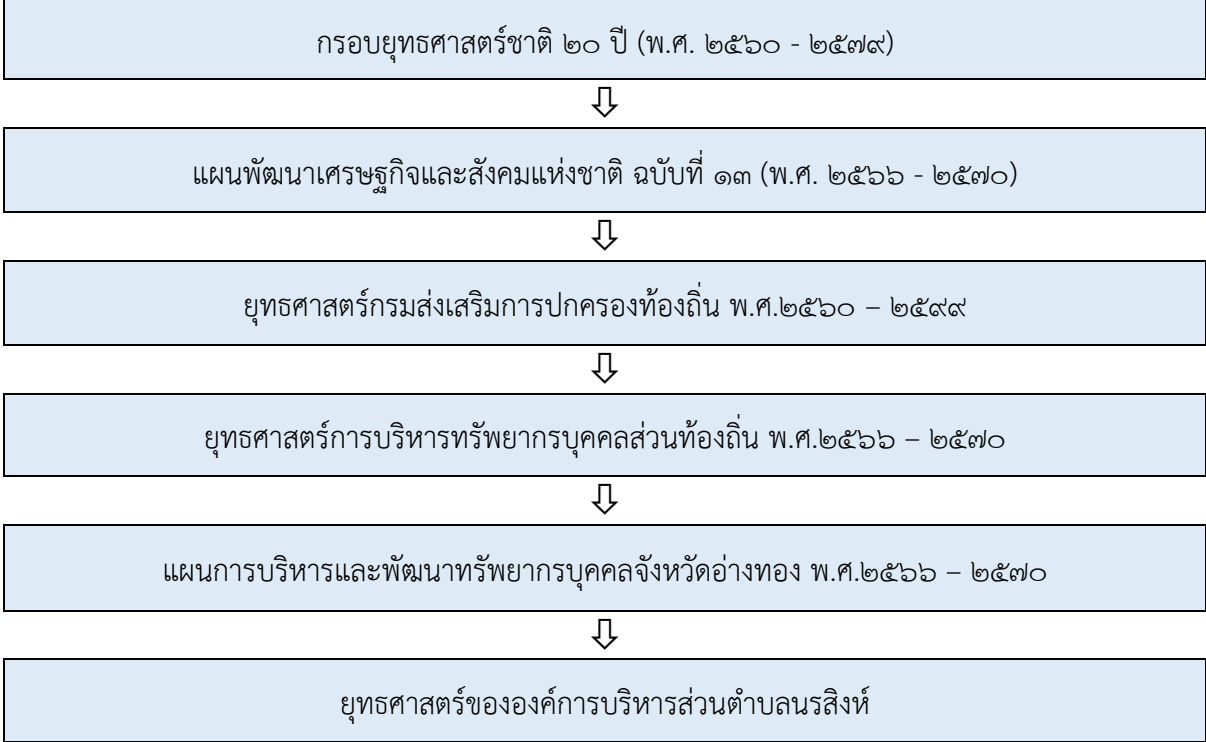 กรอบยุทธศาสตร์ชาติ ๒๐ ปี (พ.ศ. ๒๕๖๐ - ๒๕๗๙)
แผนพัฒนาเศรษฐกิจและสังคมแห่งชาติ ฉบับที่ ๑๓ (พ.ศ. ๒๕๖๖ - ๒๕๗๐)
ยุทธศาสตร์กรมส่งเสริมการปกครองท้องถิ่น พ.ศ.๒๕๖๐ – ๒๕๙๙
ยุทธศาสตร์การบริหารทรัพยากรบุคคลส่วนท้องถิ่น พ.ศ.๒๕๖๖ – ๒๕๗๐
แผนการบริหารและพัฒนาทรัพยากรบุคคลจังหวัดอ่างทอง พ.ศ.๒๕๖๖ – ๒๕๗๐
ยุทธศาสตร์ขององค์การบริหารส่วนตำบลนรสิงห์